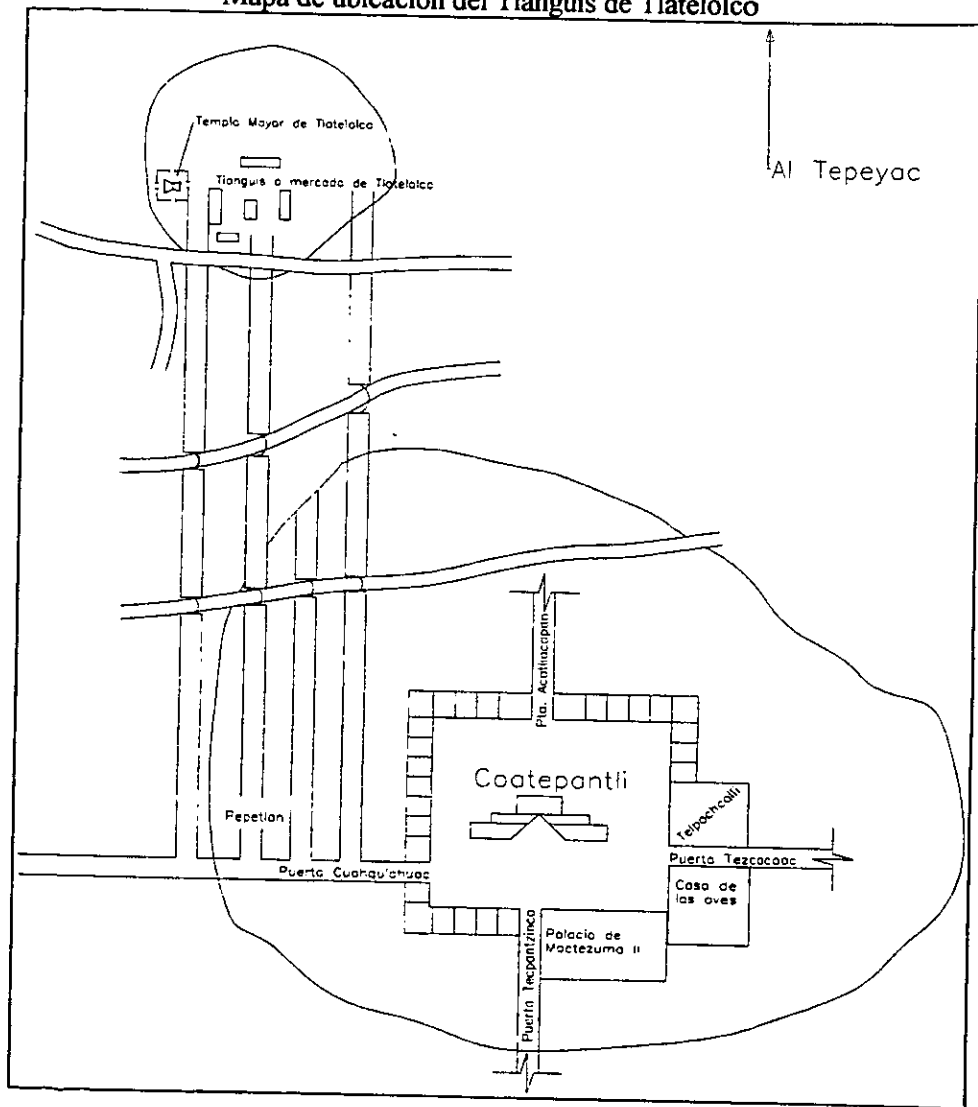 Mapa de ubicación del Tianguis de Tlatelolco
Templo Mayor de Tlatelolco
Tianguis o mercado de Tlatelolco
Al Tepeyac
Pta. Acatliacapan
Coatepantli
Telpochcalli
Pepetlan
Puerta Cuahquiahuac
Puerta Tezcacoac
Casa de
las aves
Palacio de
Moctezuma II
Puerta Tecpantzinco